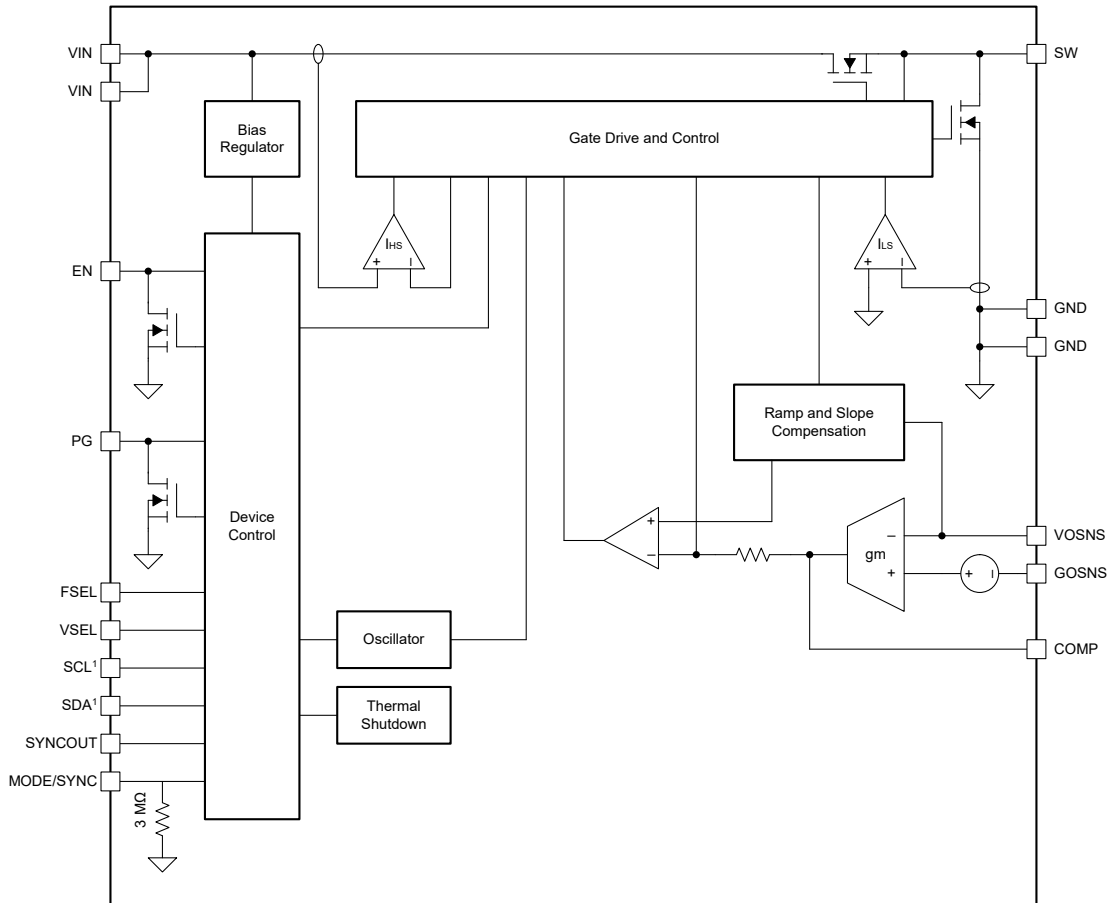 VIN
SW
VIN
Bias
Regulator
Gate Drive and Control
IHS
+
–
ILS
+
–
EN
GND
GND
PG
Ramp and Slope
Compensation
Device
Control
+
–
gm
–
+
+
–
VOSNS
GOSNS
FSEL
VSEL
Oscillator
COMP
SCL¹
SDA¹
Thermal
Shutdown
SYNCOUT
MODE/SYNC
3 MΩ